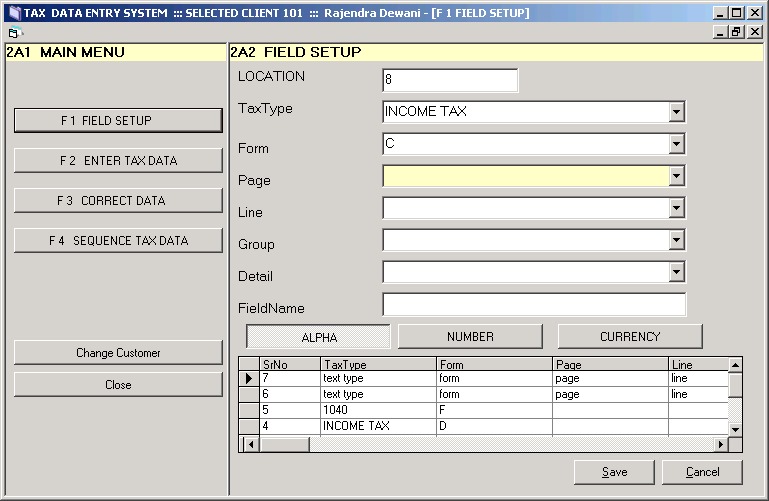 TAX DATA ENTRY SYSTEM ::: SELECTED CLIENT 101 ::: Rajendra Dewani - [F 1 FIELD SETUP]
2A1 MAIN MENU
F 1 FIELD SETUP
F 2 ENTER TAX DATA
F 3 CORRECT DATA
F 4 SEQUENCE TAX DATA
Change Customer
Close
2A2 FIELD SETUP
LOCATION 8
TaxType INCOME TAX
Form C
Page
Line
Group
Detail
FieldName
ALPHA NUMBER CURRENCY
SrNo TaxType Form Page Line
7 text type form page line
6 text type form page line
5 1040 F
4 INCOME TAX D
Save Cancel